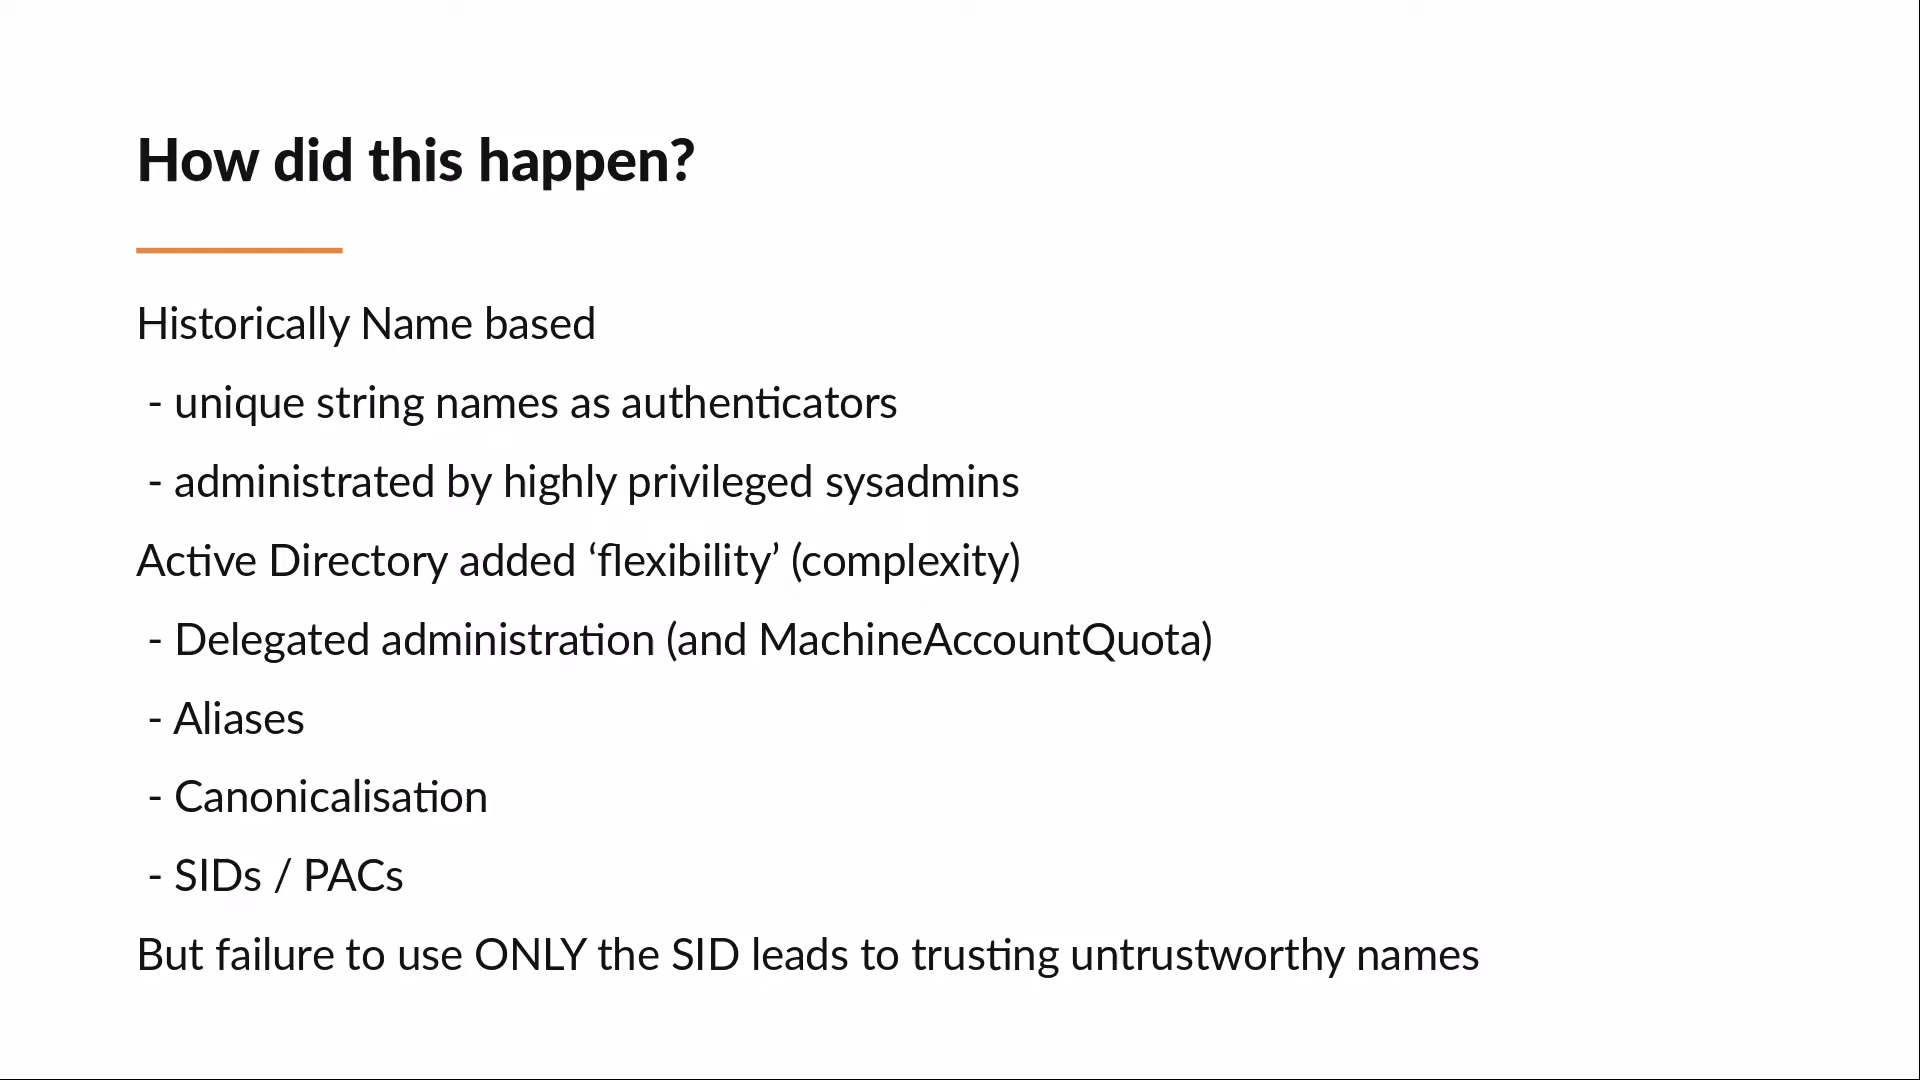 How did this happen?
Historically Name based
- unique string names as authenticators
- administrated by highly privileged sysadmins
Active Directory added ‘flexibility’ (complexity)
- Delegated administration (and MachineAccountQuota)
- Aliases
- Canonicalisation
- SIDs / PACs
But failure to use ONLY the SID leads to trusting untrustworthy names